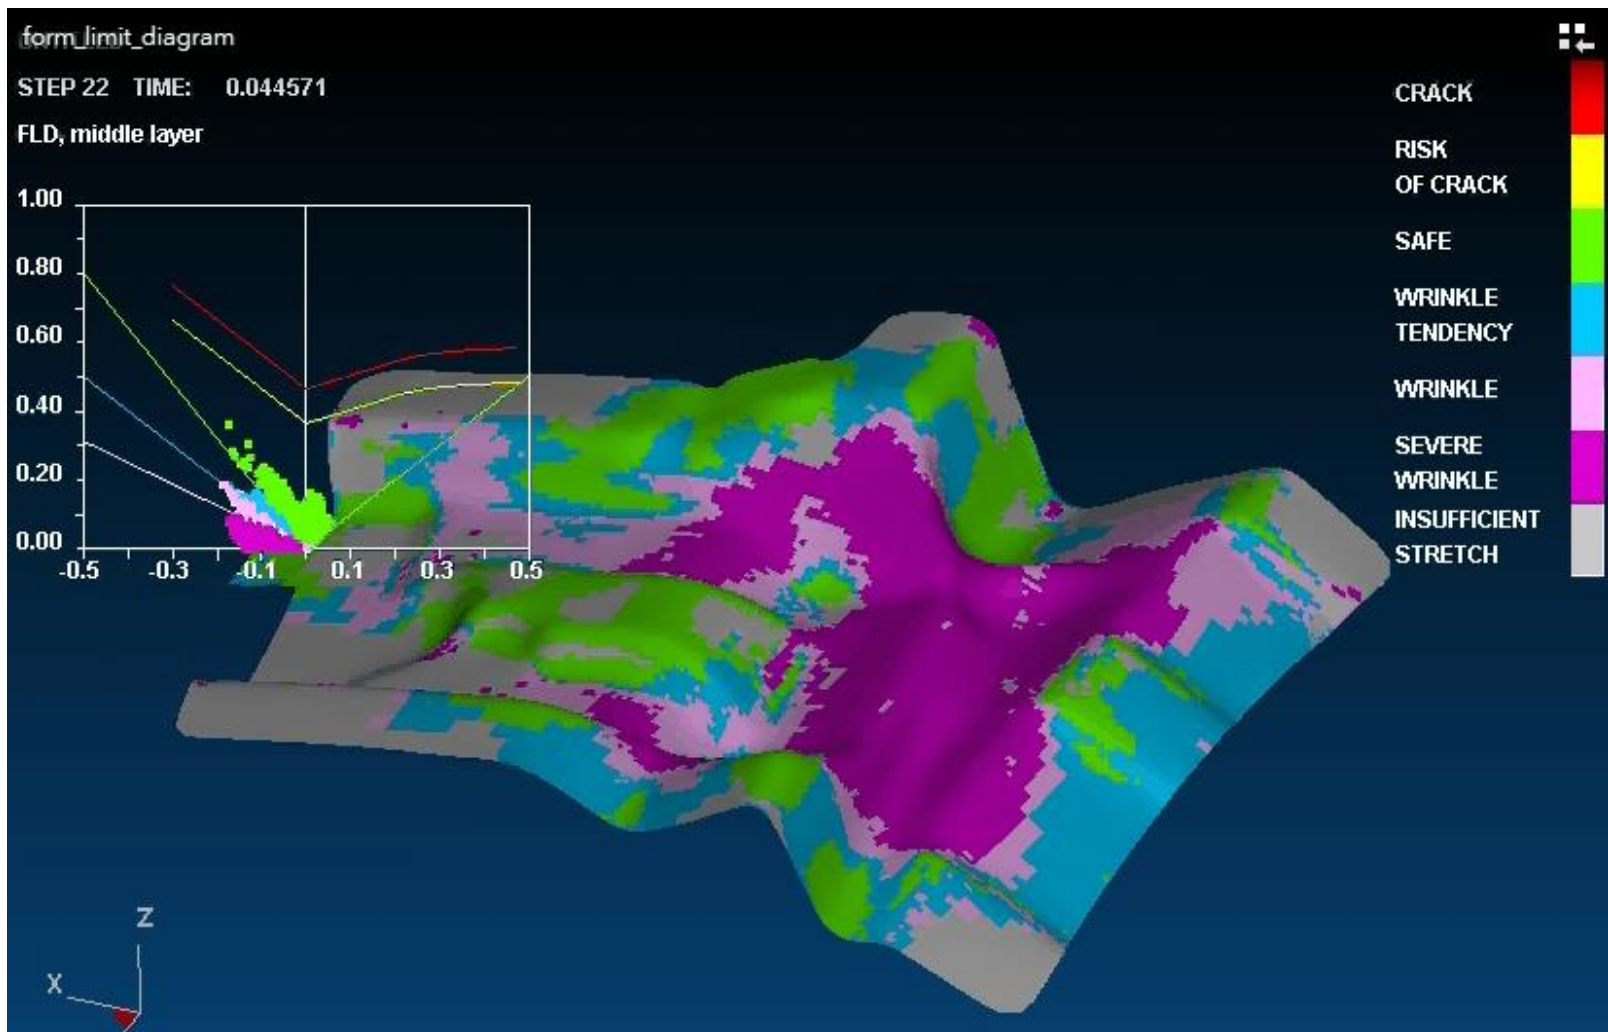 form_limit_diagram
STEP 22 TIME: 0.044571
FLD, middle layer
1.00
0.80
0.60
0.40
0.20
0.00
-0.5 -0.3 -0.1 0.1 0.3 0.5
CRACK
RISK
OF CRACK
SAFE
WRINKLE
TENDENCY
WRINKLE
SEVERE
WRINKLE
INSUFFICIENT
STRETCH
Z
X